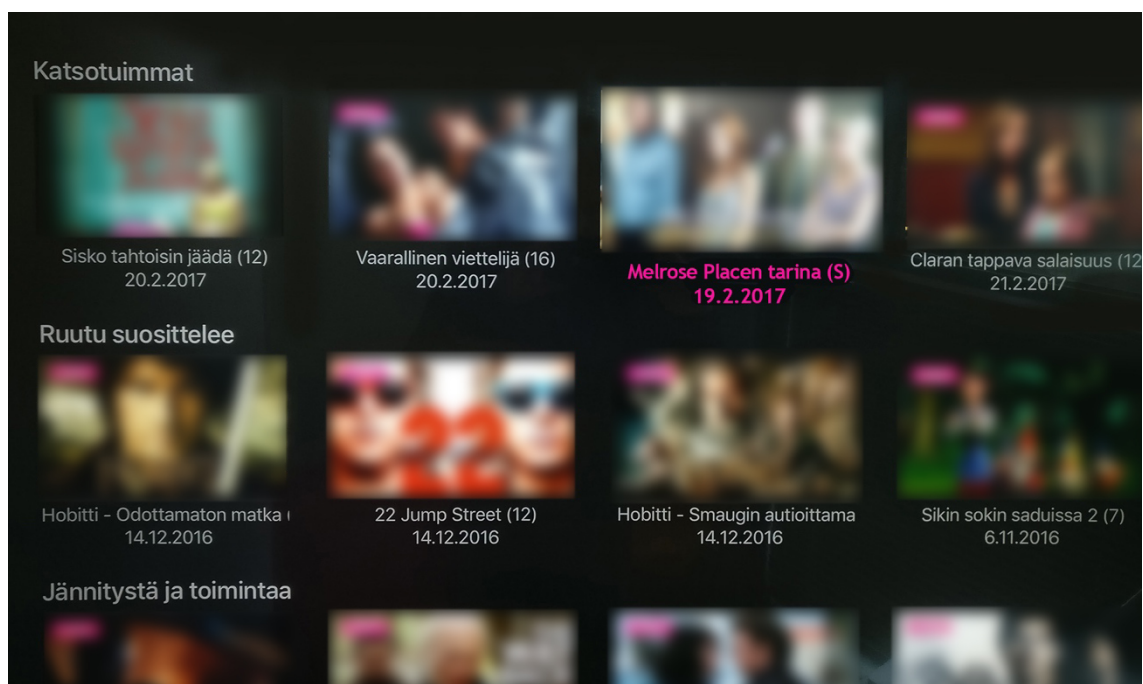 Katsotuimmat
Sisko tahtoisin jäädä (12)
20.2.2017
Vaarallinen viettelijä (16)
20.2.2017
Melrose Placen tarina (S)
19.2.2017
Claran tappava salaisuus (12
21.2.2017
Ruutu suosittelee
Hobitti - Odottamaton matka (
14.12.2016
22 Jump Street (12)
14.12.2016
Hobitti - Smaugin autioittama
14.12.2016
Sikin sokin saduissa 2 (7)
6.11.2016
Jännitystä ja toimintaa